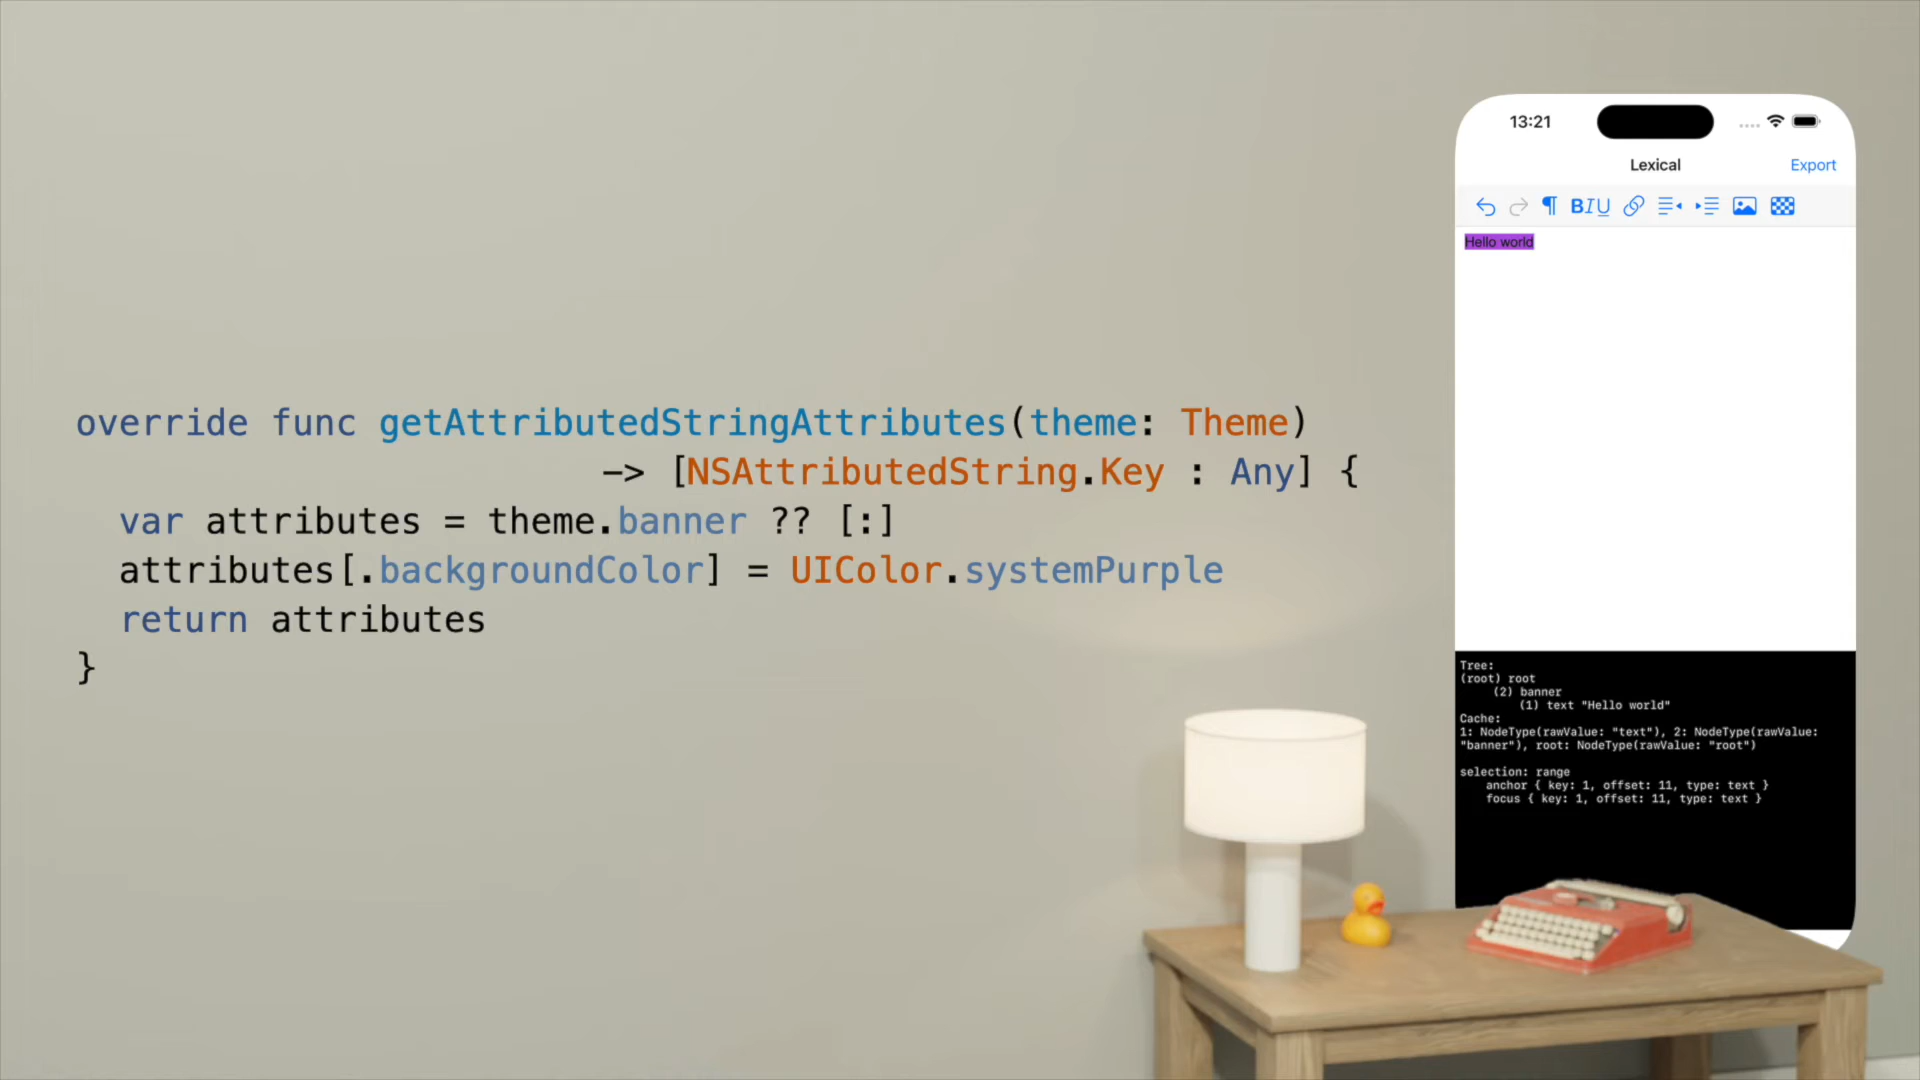 override func getAttributedStringAttributes(theme: Theme)
-> [NSAttributedString.Key : Any] {
var attributes = theme.banner ?? [:]
attributes[.backgroundColor] = UIColor.systemPurple
return attributes
}
13:21
Lexical
Export
BIU
Hello world
Tree:
(root) root
(2) banner
(1) text "Hello world"
Cache:
1: NodeType(rawValue: "text"), 2: NodeType(rawValue:
"banner"), root: NodeType(rawValue: "root")
selection: range
anchor { key: 1, offset: 11, type: text }
focus { key: 1, offset: 11, type: text }